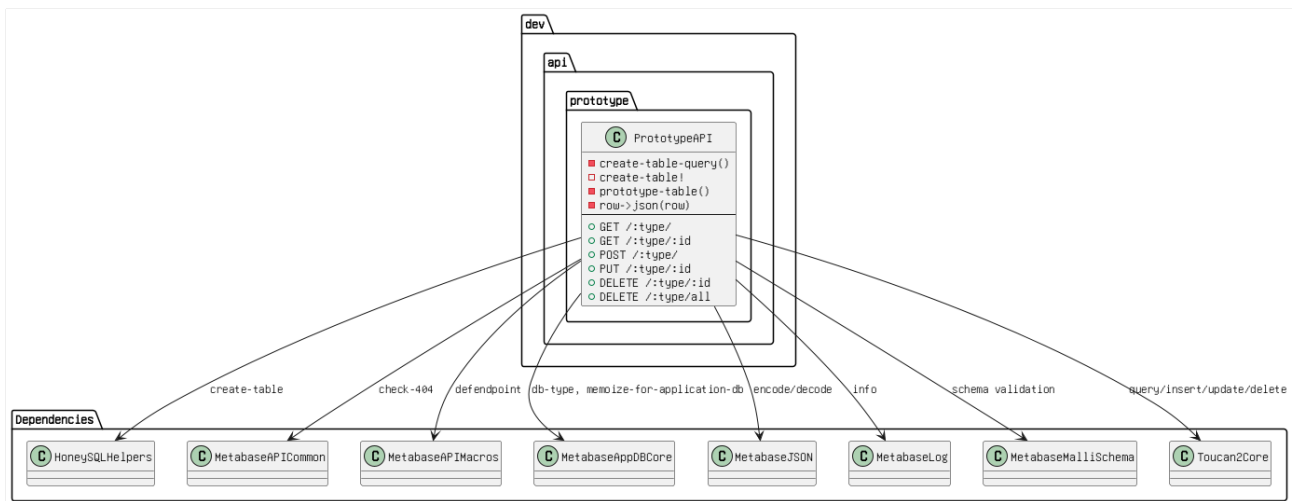 dev
api
prototype
C PrototypeAPI
create-table-query()
create-table!
prototype-table()
row->json(row)
GET /:type/
GET /:type/:id
POST /:type/
PUT /:type/:id
DELETE /:type/:id
DELETE /:type/all
create-table
check-404
defendpoint
db-type, memoize-for-application-db
encode/decode
info
schema validation
query/insert/update/delete
Dependencies
C HoneySQLHelpers
C MetabaseAPICommon
C MetabaseAPIMacros
C MetabaseAppDBCore
C MetabaseJSON
C MetabaseLog
C MetabaseMalliSchema
C Toucan2Core